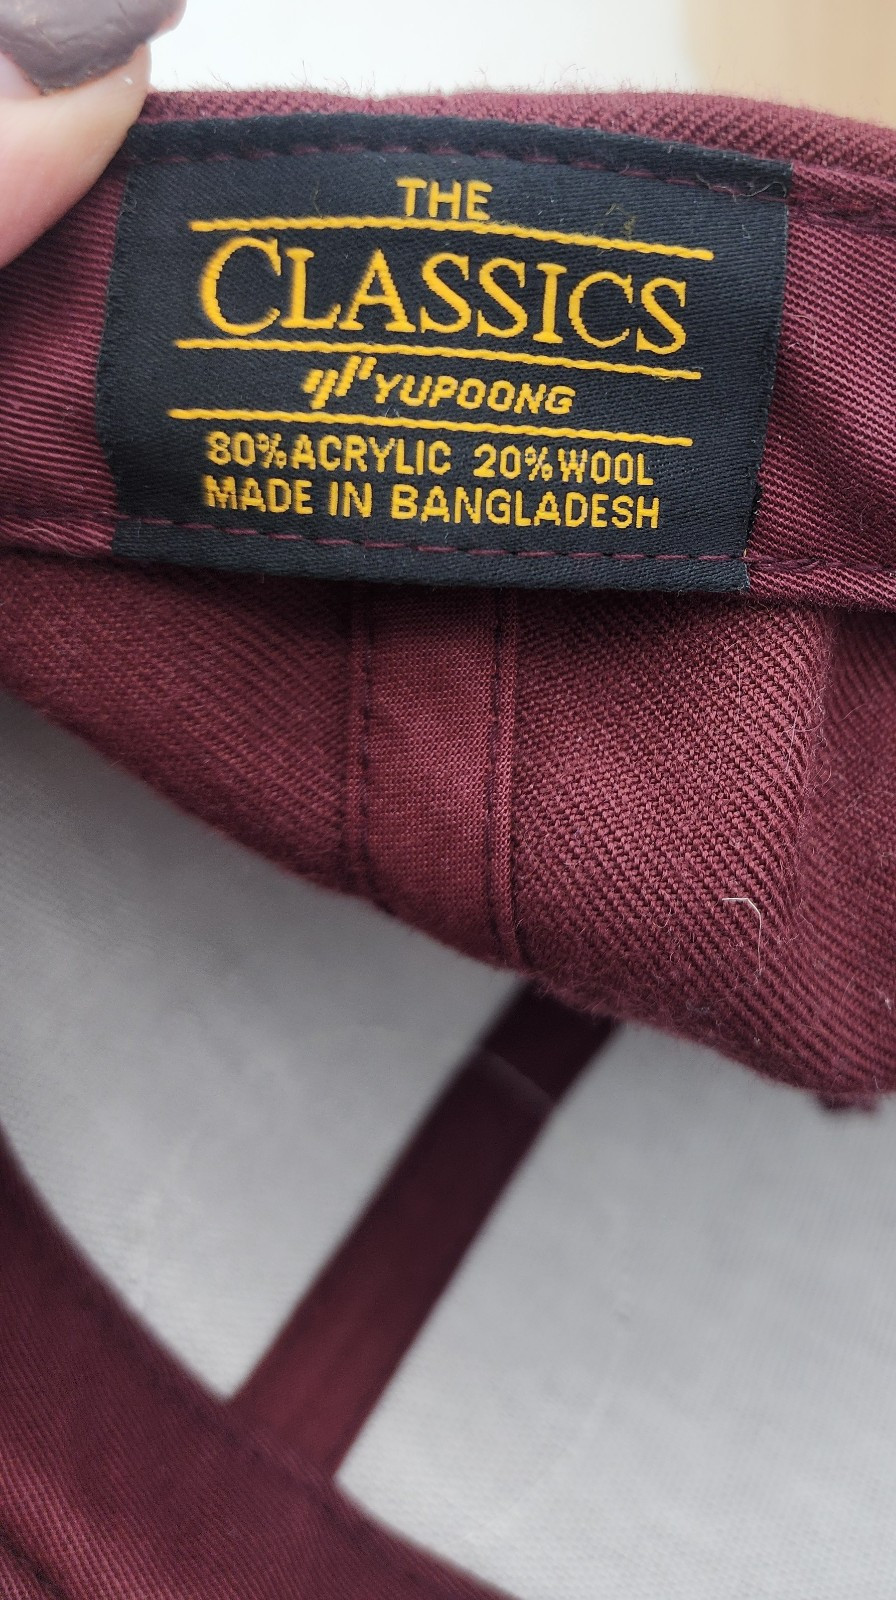 THE
CLASSICS
YUPOONG
80% ACRYLIC 20% WOOL
MADE IN BANGLADESH